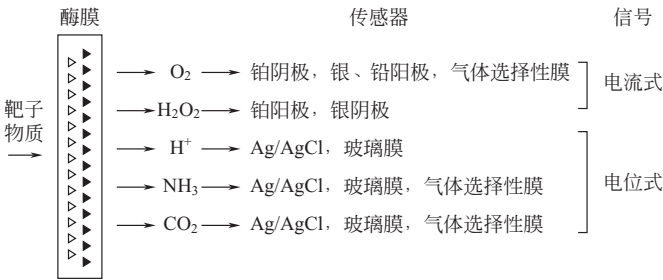 酶膜 传感器 信号
O₂ 铂阴极，银、铅阳极，气体选择性膜
电流式
H₂O₂ 铂阳极，银阴极
靶子
物质
H⁺ Ag/AgCl，玻璃膜
NH₃ Ag/AgCl，玻璃膜，气体选择性膜
电位式
CO₂ Ag/AgCl，玻璃膜，气体选择性膜